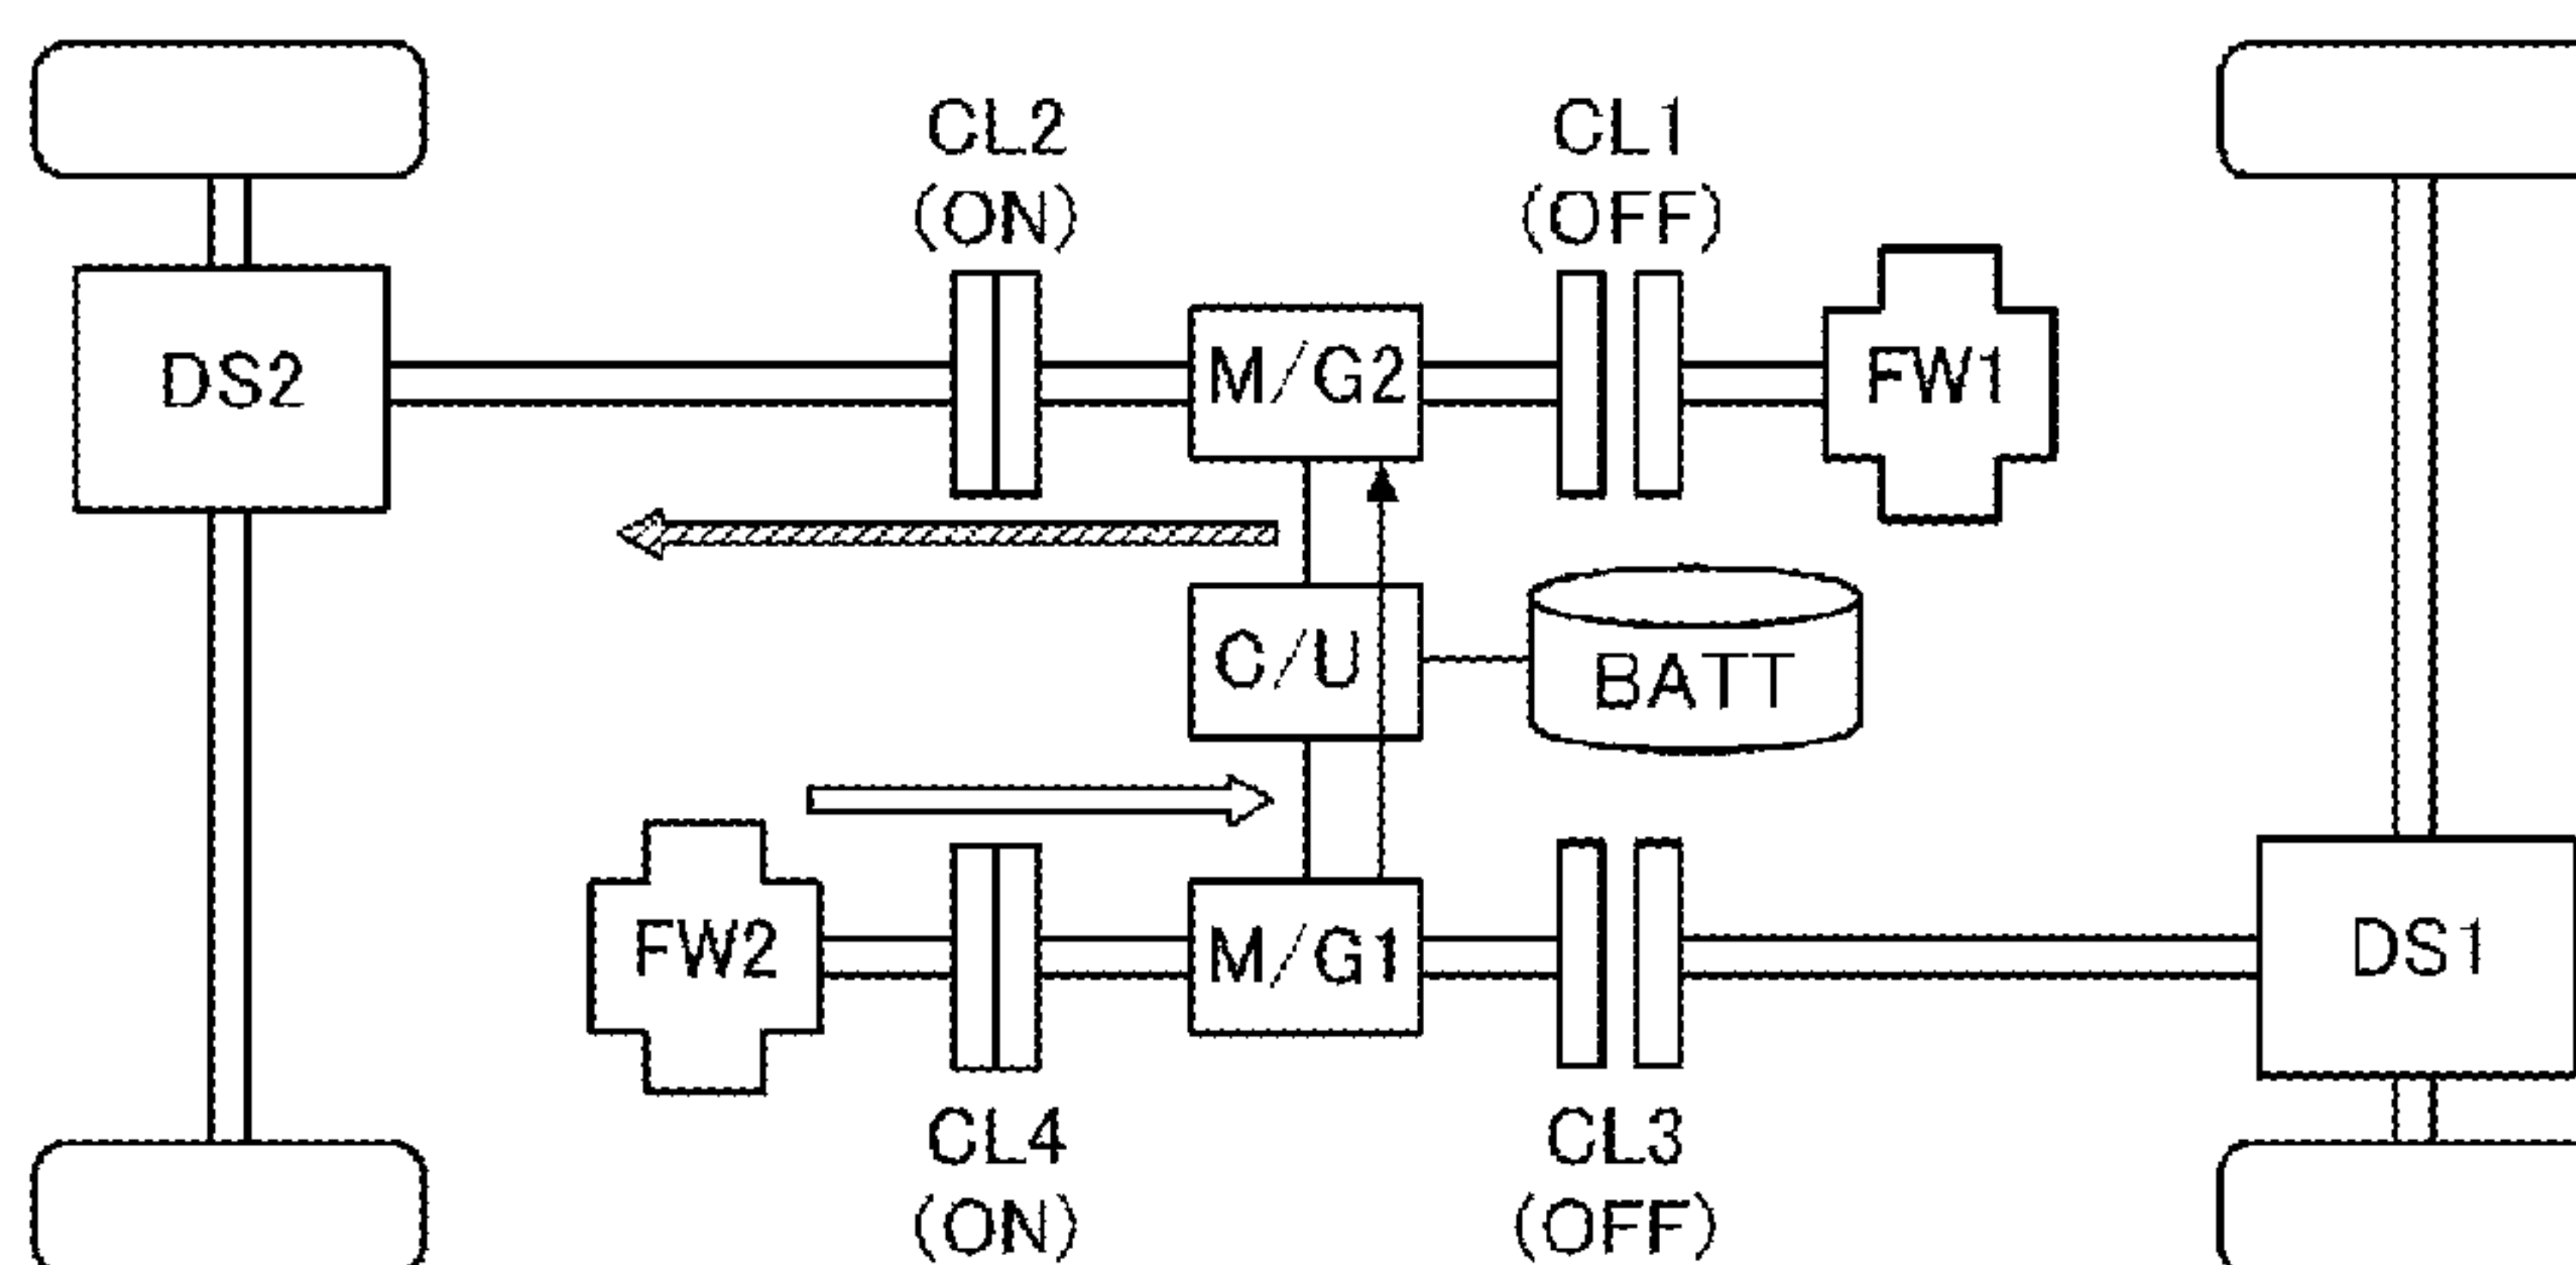 CL2
(ON)
CL1
(OFF)
DS2
M/G2
FW1
C/U
BATT
FW2
M/G1
DS1
CL4
(ON)
CL3
(OFF)